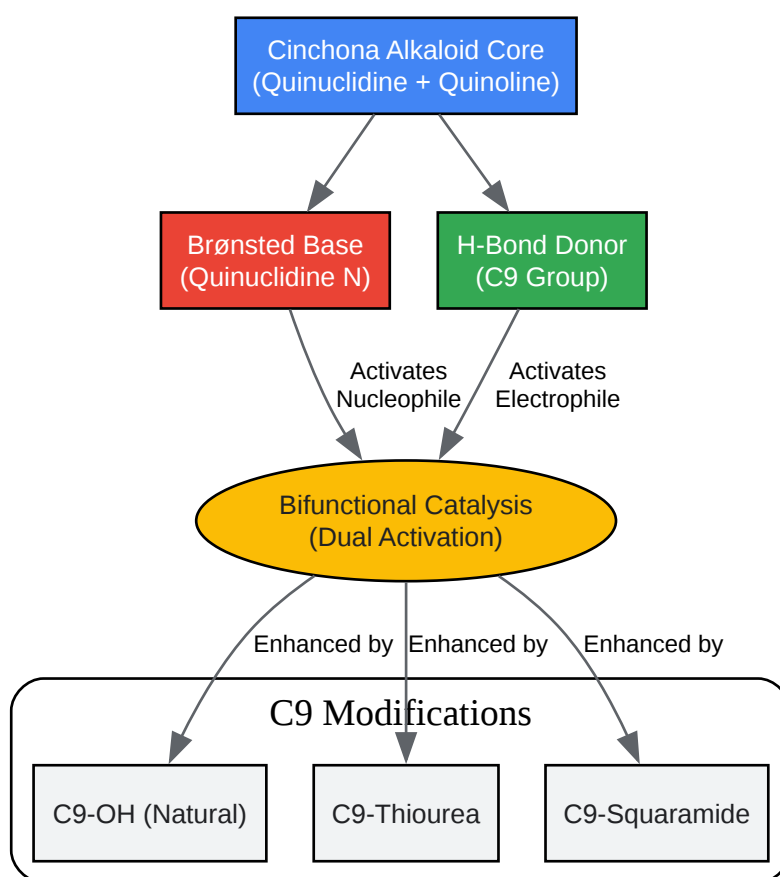 Cinchona Alkaloid Core
(Quinuclidine + Quinoline)
Brønsted Base
(Quinuclidine N)
H-Bond Donor
(C9 Group)
Activates
Nucleophile
Activates
Electrophile
Bifunctional Catalysis
(Dual Activation)
Enhanced by
Enhanced by
Enhanced by
C9 Modifications
C9-OH (Natural)
C9-Thiourea
C9-Squaramide